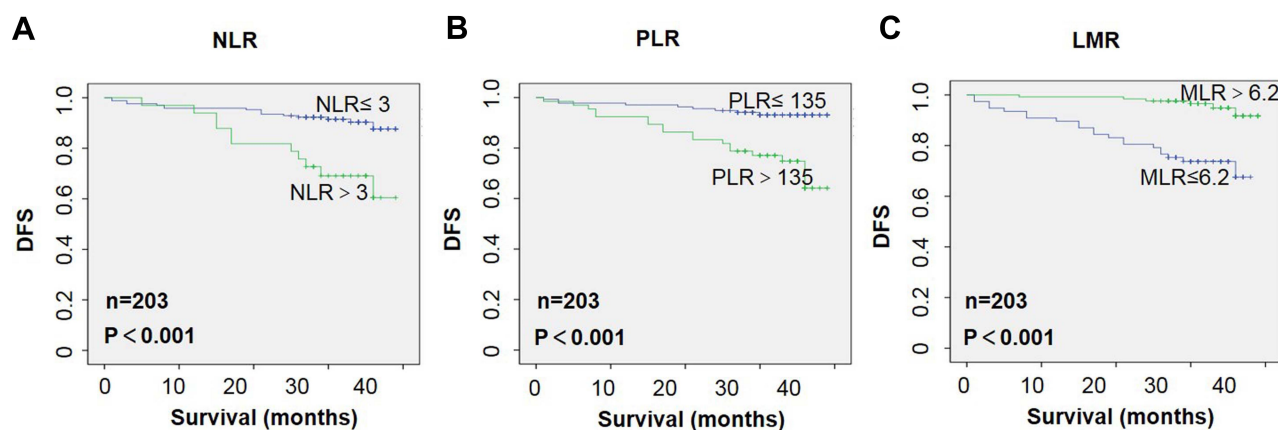 A
NLR
DFS
1.0
0.8
0.6
0.4
0.2
0
NLR≤ 3
NLR > 3
n=203
P < 0.001
0 10 20 30 40
Survival (months)
B
PLR
DFS
1.0
0.8
0.6
0.4
0.2
0
PLR≤ 135
PLR > 135
n=203
P < 0.001
0 10 20 30 40
Survival (months)
C
LMR
DFS
1.0
0.8
0.6
0.4
0.2
0
MLR > 6.2
MLR≤6.2
n=203
P < 0.001
0 10 20 30 40
Survival (months)